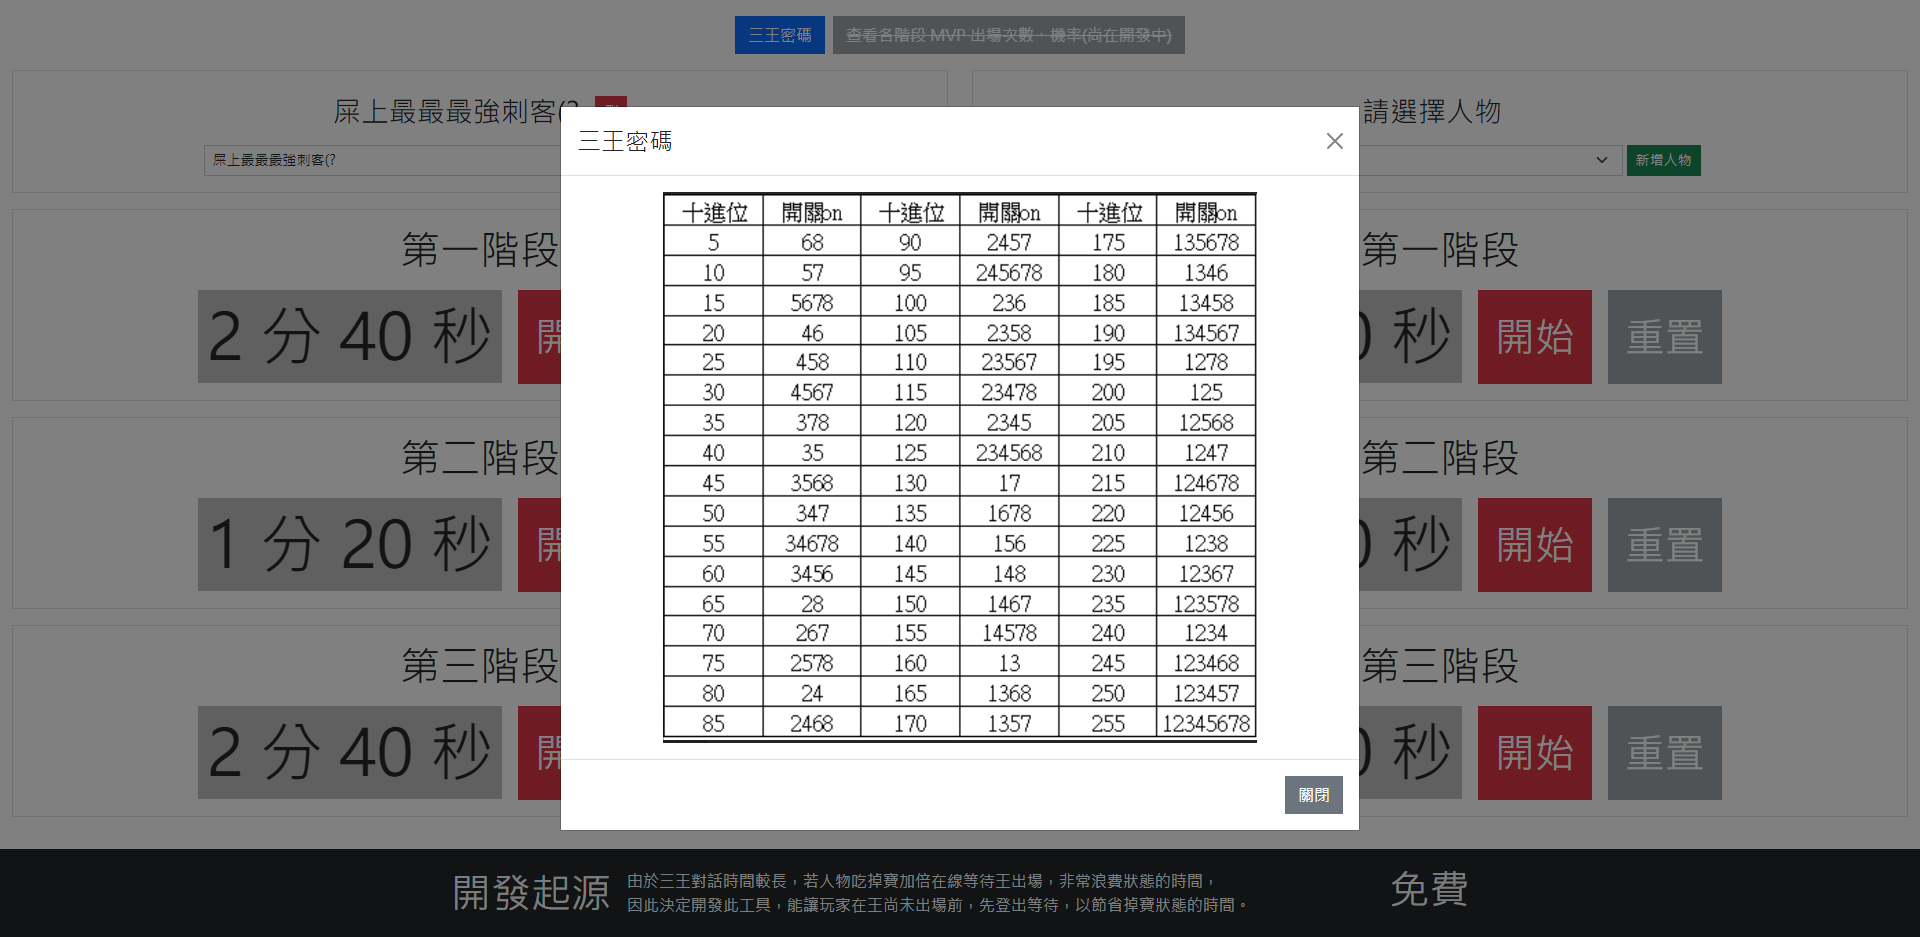 三王密碼
查看各階段 MVP 出場次數、機率(尚在開發中)
屎上最最最強刺客(?
請選擇人物
屎上最最最強刺客(?
新增人物
三王密碼
十進位 開關on 十進位 開關on 十進位 開關on
5 68 90 2457 175 135678
10 57 95 245678 180 1346
15 5678 100 236 185 13458
20 46 105 2358 190 134567
25 458 110 23567 195 1278
30 4567 115 23478 200 125
35 378 120 2345 205 12568
40 35 125 234568 210 1247
45 3568 130 17 215 124678
50 347 135 1678 220 12456
55 34678 140 156 225 1238
60 3456 145 148 230 12367
65 28 150 1467 235 123578
70 267 155 14578 240 1234
75 2578 160 13 245 123468
80 24 165 1368 250 123457
85 2468 170 1357 255 12345678
關閉
第一階段
2 分 40 秒 開
第二階段
1 分 20 秒 開
第三階段
2 分 40 秒 開
第一階段
秒 開始 重置
第二階段
秒 開始 重置
第三階段
秒 開始 重置
開發起源
由於三王對話時間較長，若人物吃掉寶加倍在線等待王出場，非常浪費狀態的時間，
因此決定開發此工具，能讓玩家在王尚未出場前，先登出等待，以節省掉寶狀態的時間。
免費